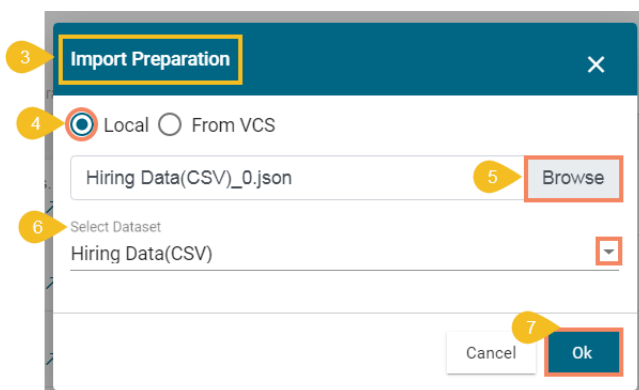 3 Import Preparation
4 Local From VCS
Hiring Data(CSV)_0.json 5 Browse
6 Select Dataset
Hiring Data(CSV)
7
Cancel Ok